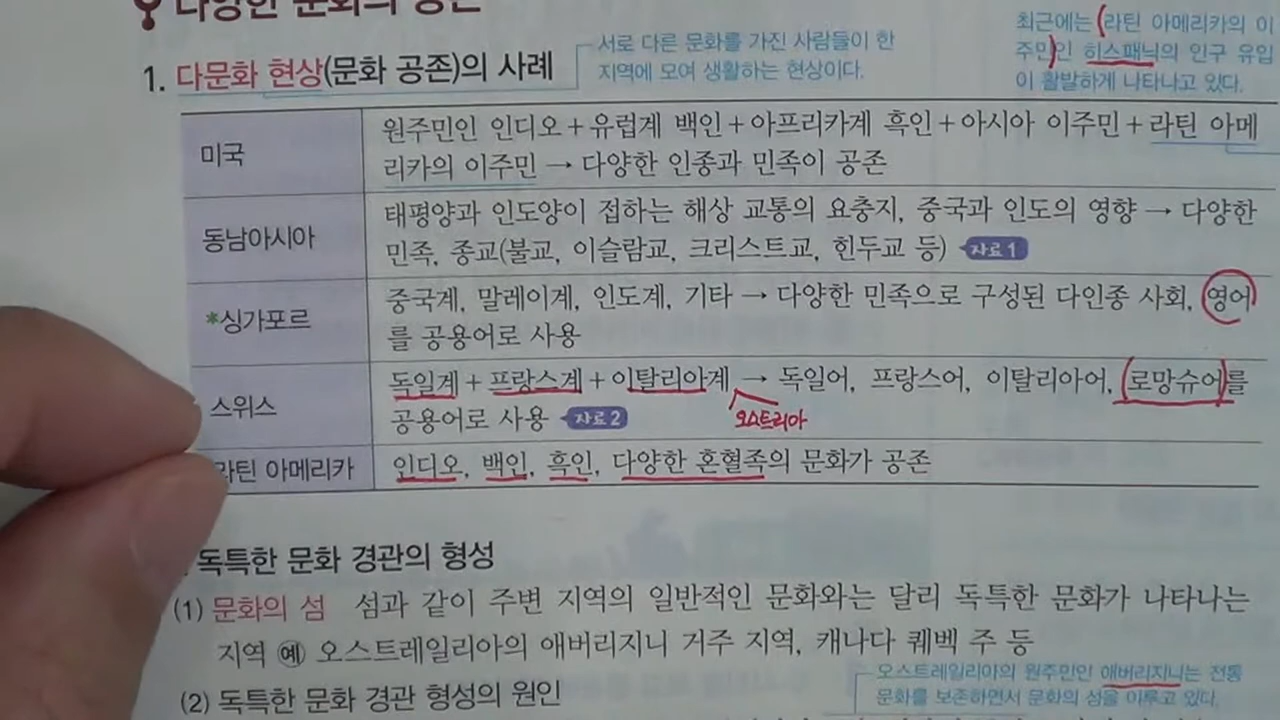 다양한 문화의 공존
최근에는 (라틴 아메리카의 이
주민)인 히스패닉의 인구 유입
이 활발하게 나타나고 있다.
서로 다른 문화를 가진 사람들이 한
지역에 모여 생활하는 현상이다.
1. 다문화 현상(문화 공존)의 사례
미국
원주민인 인디오+유럽계 백인+아프리카계 흑인+아시아 이주민+라틴 아메
리카의 이주민 → 다양한 인종과 민족이 공존
동남아시아
태평양과 인도양이 접하는 해상 교통의 요충지, 중국과 인도의 영향 → 다양한
민족, 종교(불교, 이슬람교, 크리스트교, 힌두교 등) 자료1
*싱가포르
중국계, 말레이계, 인도계, 기타 → 다양한 민족으로 구성된 다인종 사회, 영어
를 공용어로 사용
스위스
독일계+프랑스계+이탈리아계 → 독일어, 프랑스어, 이탈리아어, (로망슈어)를
공용어로 사용 자료2
오스트리아
라틴 아메리카
인디오, 백인, 흑인, 다양한 혼혈족의 문화가 공존
독특한 문화 경관의 형성
(1) 문화의 섬 섬과 같이 주변 지역의 일반적인 문화와는 달리 독특한 문화가 나타나는
지역 예 오스트레일리아의 애버리지니 거주 지역, 캐나다 퀘벡 주 등
오스트레일리아의 원주민인 애버리지니는 전통
문화를 보존하면서 문화의 섬을 이루고 있다.
(2) 독특한 문화 경관 형성의 원인